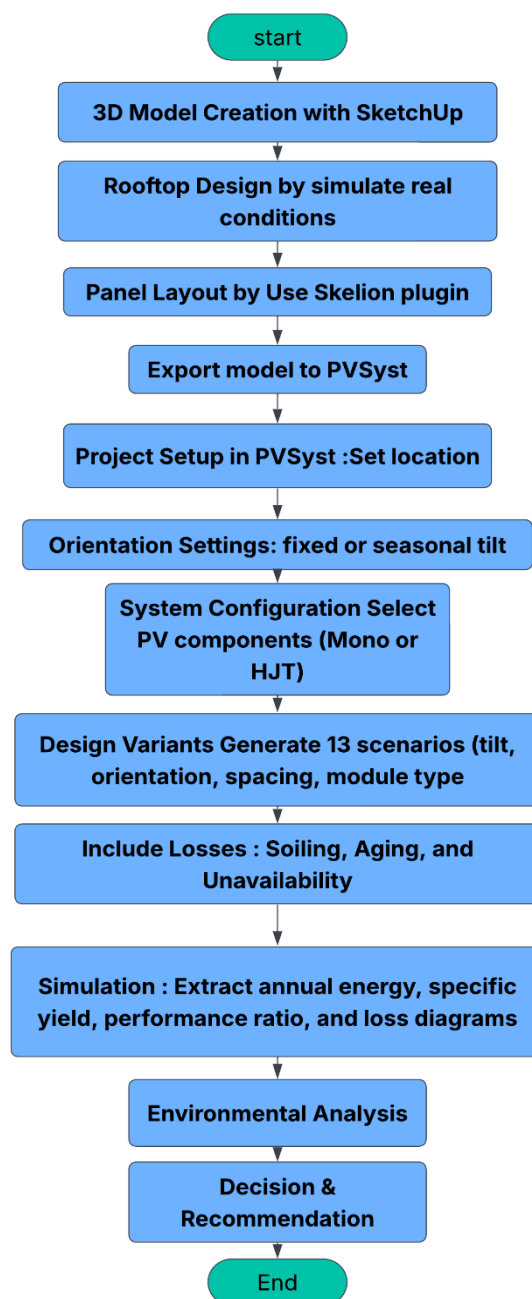 start
3D Model Creation with SketchUp
Rooftop Design by simulate real
conditions
Panel Layout by Use Skelion plugin
Export model to PVSyst
Project Setup in PVSyst :Set location
Orientation Settings: fixed or seasonal tilt
System Configuration Select
PV components (Mono or
HJT)
Design Variants Generate 13 scenarios (tilt,
orientation, spacing, module type
Include Losses : Soiling, Aging, and
Unavailability
Simulation : Extract annual energy, specific
yield, performance ratio, and loss diagrams
Environmental Analysis
Decision &
Recommendation
End